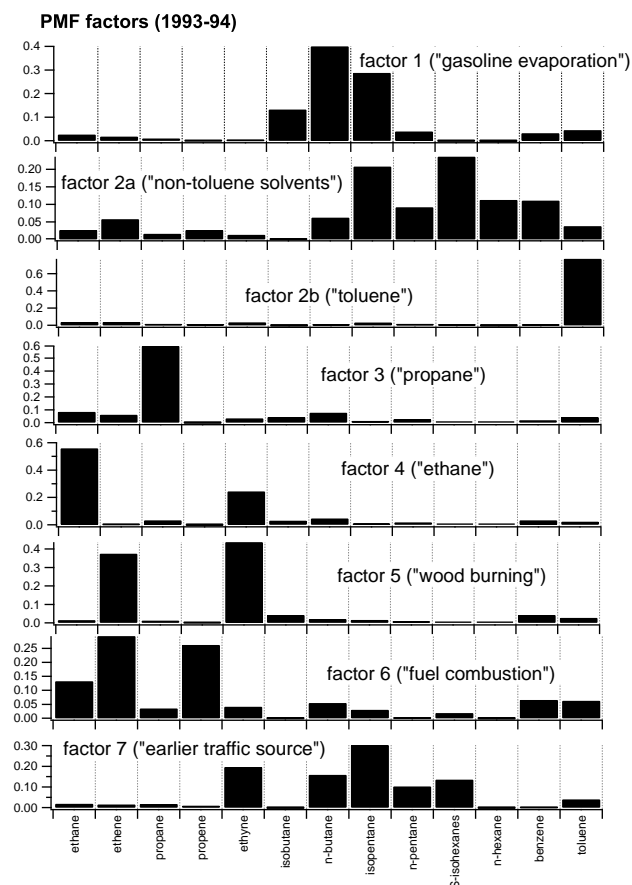 PMF factors (1993-94)
0.4
0.3
0.2
0.1
0.0
factor 1 ("gasoline evaporation")
0.20
0.15
0.10
0.05
0.00
factor 2a ("non-toluene solvents")
0.6
0.4
0.2
0.0
factor 2b ("toluene")
0.6
0.5
0.4
0.3
0.2
0.1
0.0
factor 3 ("propane")
0.6
0.4
0.2
0.0
factor 4 ("ethane")
0.4
0.3
0.2
0.1
0.0
factor 5 ("wood burning")
0.25
0.20
0.15
0.10
0.05
0.00
factor 6 ("fuel combustion")
0.30
0.20
0.10
0.00
factor 7 ("earlier traffic source")
ethane
ethene
propane
propene
ethyne
isobutane
n-butane
isopentane
n-pentane
S-isohexanes
n-hexane
benzene
toluene